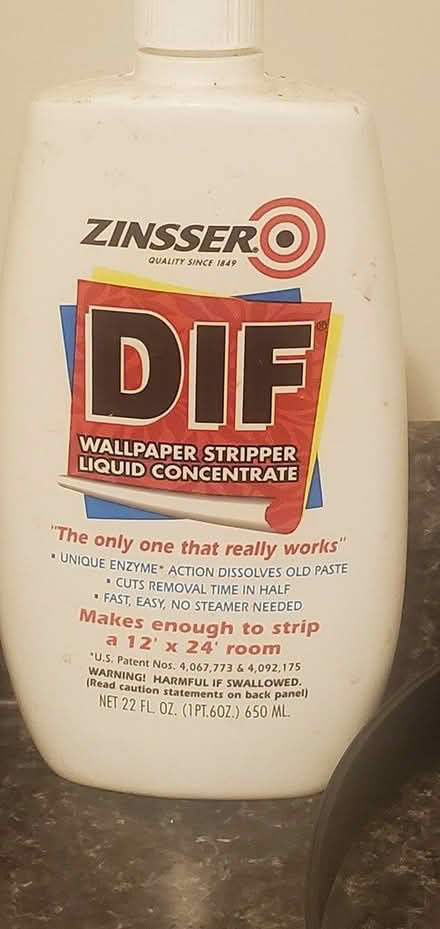 ZINSSER®
QUALITY SINCE 1849
DIF®
WALLPAPER STRIPPER
LIQUID CONCENTRATE
"The only one that really works"
▪ UNIQUE ENZYME* ACTION DISSOLVES OLD PASTE
▪ CUTS REMOVAL TIME IN HALF
▪ FAST, EASY, NO STEAMER NEEDED
Makes enough to strip
a 12' x 24' room
*U.S. Patent Nos. 4,067,773 & 4,092,175
WARNING! HARMFUL IF SWALLOWED.
(Read caution statements on back panel)
NET 22 FL. OZ. (1PT.6OZ.) 650 ML.